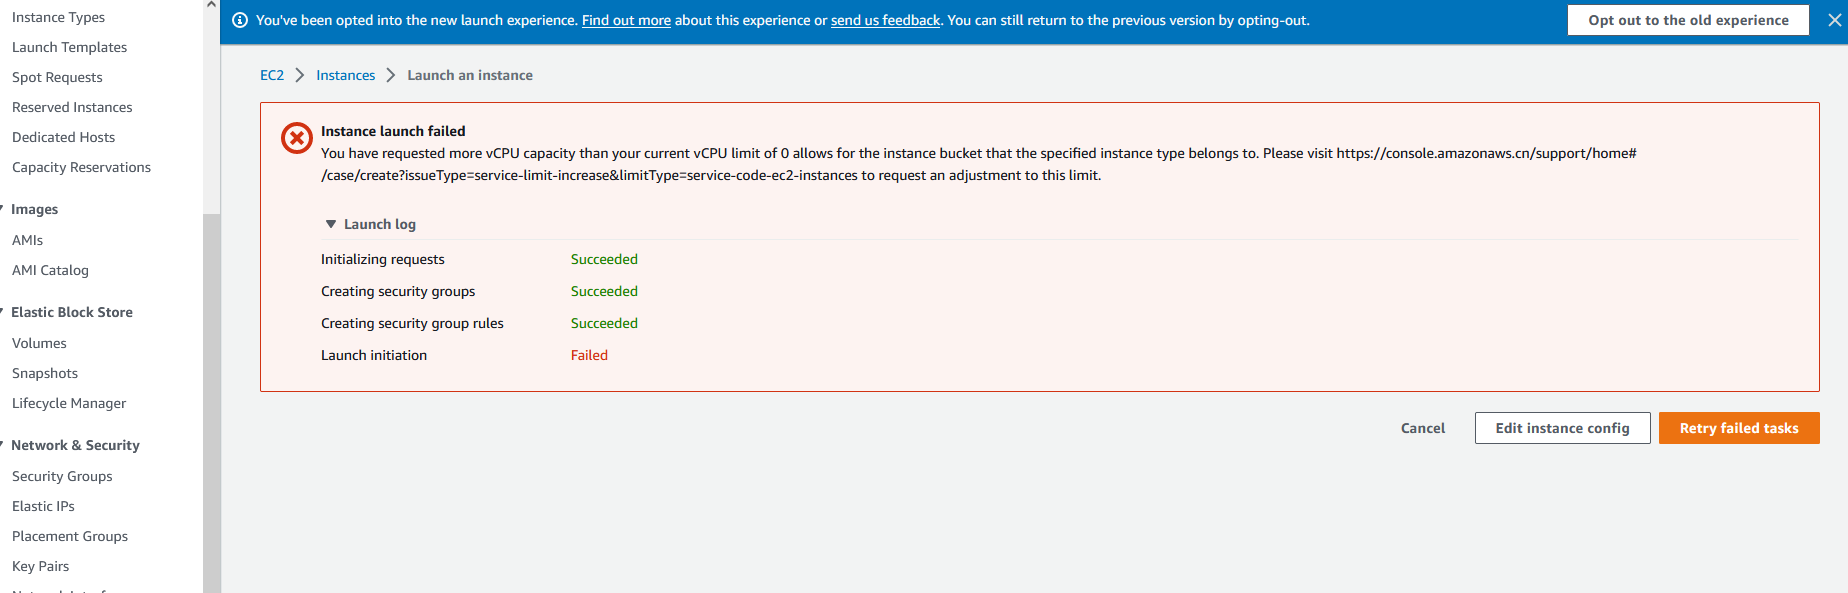 You've been opted into the new launch experience. Find out more about this experience or send us feedback. You can still return to the previous version by opting-out.
Opt out to the old experience
Instance Types
Launch Templates
Spot Requests
Reserved Instances
Dedicated Hosts
Capacity Reservations
Images
AMIs
AMI Catalog
Elastic Block Store
Volumes
Snapshots
Lifecycle Manager
Network & Security
Security Groups
Elastic IPs
Placement Groups
Key Pairs
EC2 > Instances > Launch an instance
Instance launch failed
You have requested more vCPU capacity than your current vCPU limit of 0 allows for the instance bucket that the specified instance type belongs to. Please visit https://console.amazonaws.cn/support/home#
/case/create?issueType=service-limit-increase&limitType=service-code-ec2-instances to request an adjustment to this limit.
Launch log
Initializing requests Succeeded
Creating security groups Succeeded
Creating security group rules Succeeded
Launch initiation Failed
Cancel
Edit instance config
Retry failed tasks